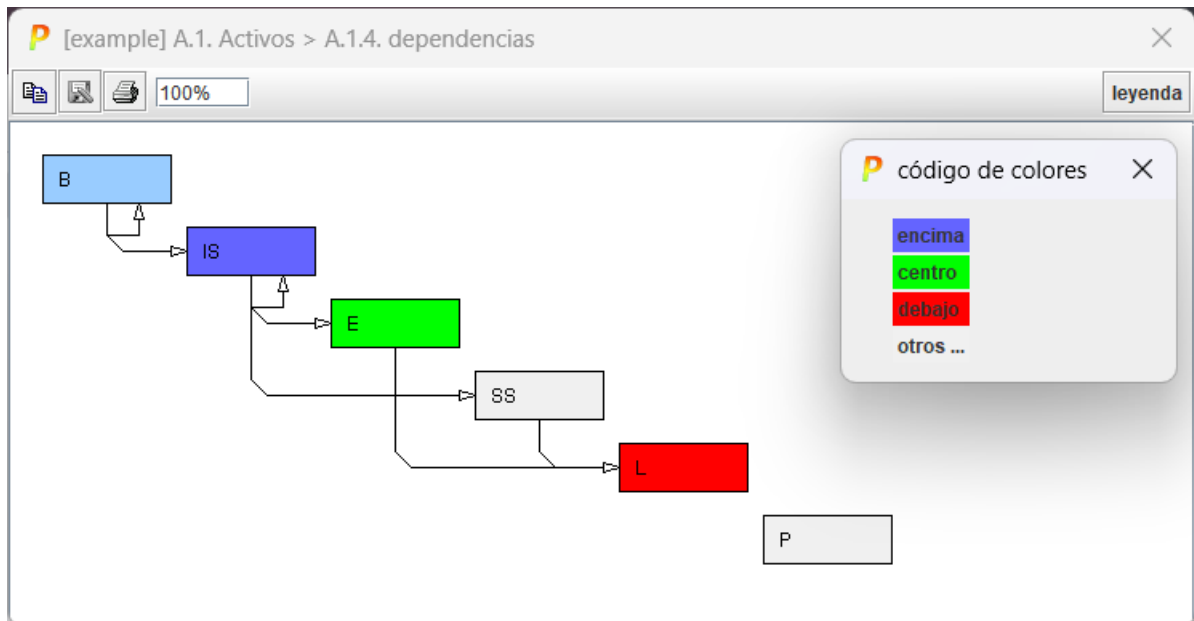 [example] A.1. Activos > A.1.4. dependencias
100%
leyenda
B
IS
E
SS
L
P
código de colores
encima
centro
debajo
otros ...